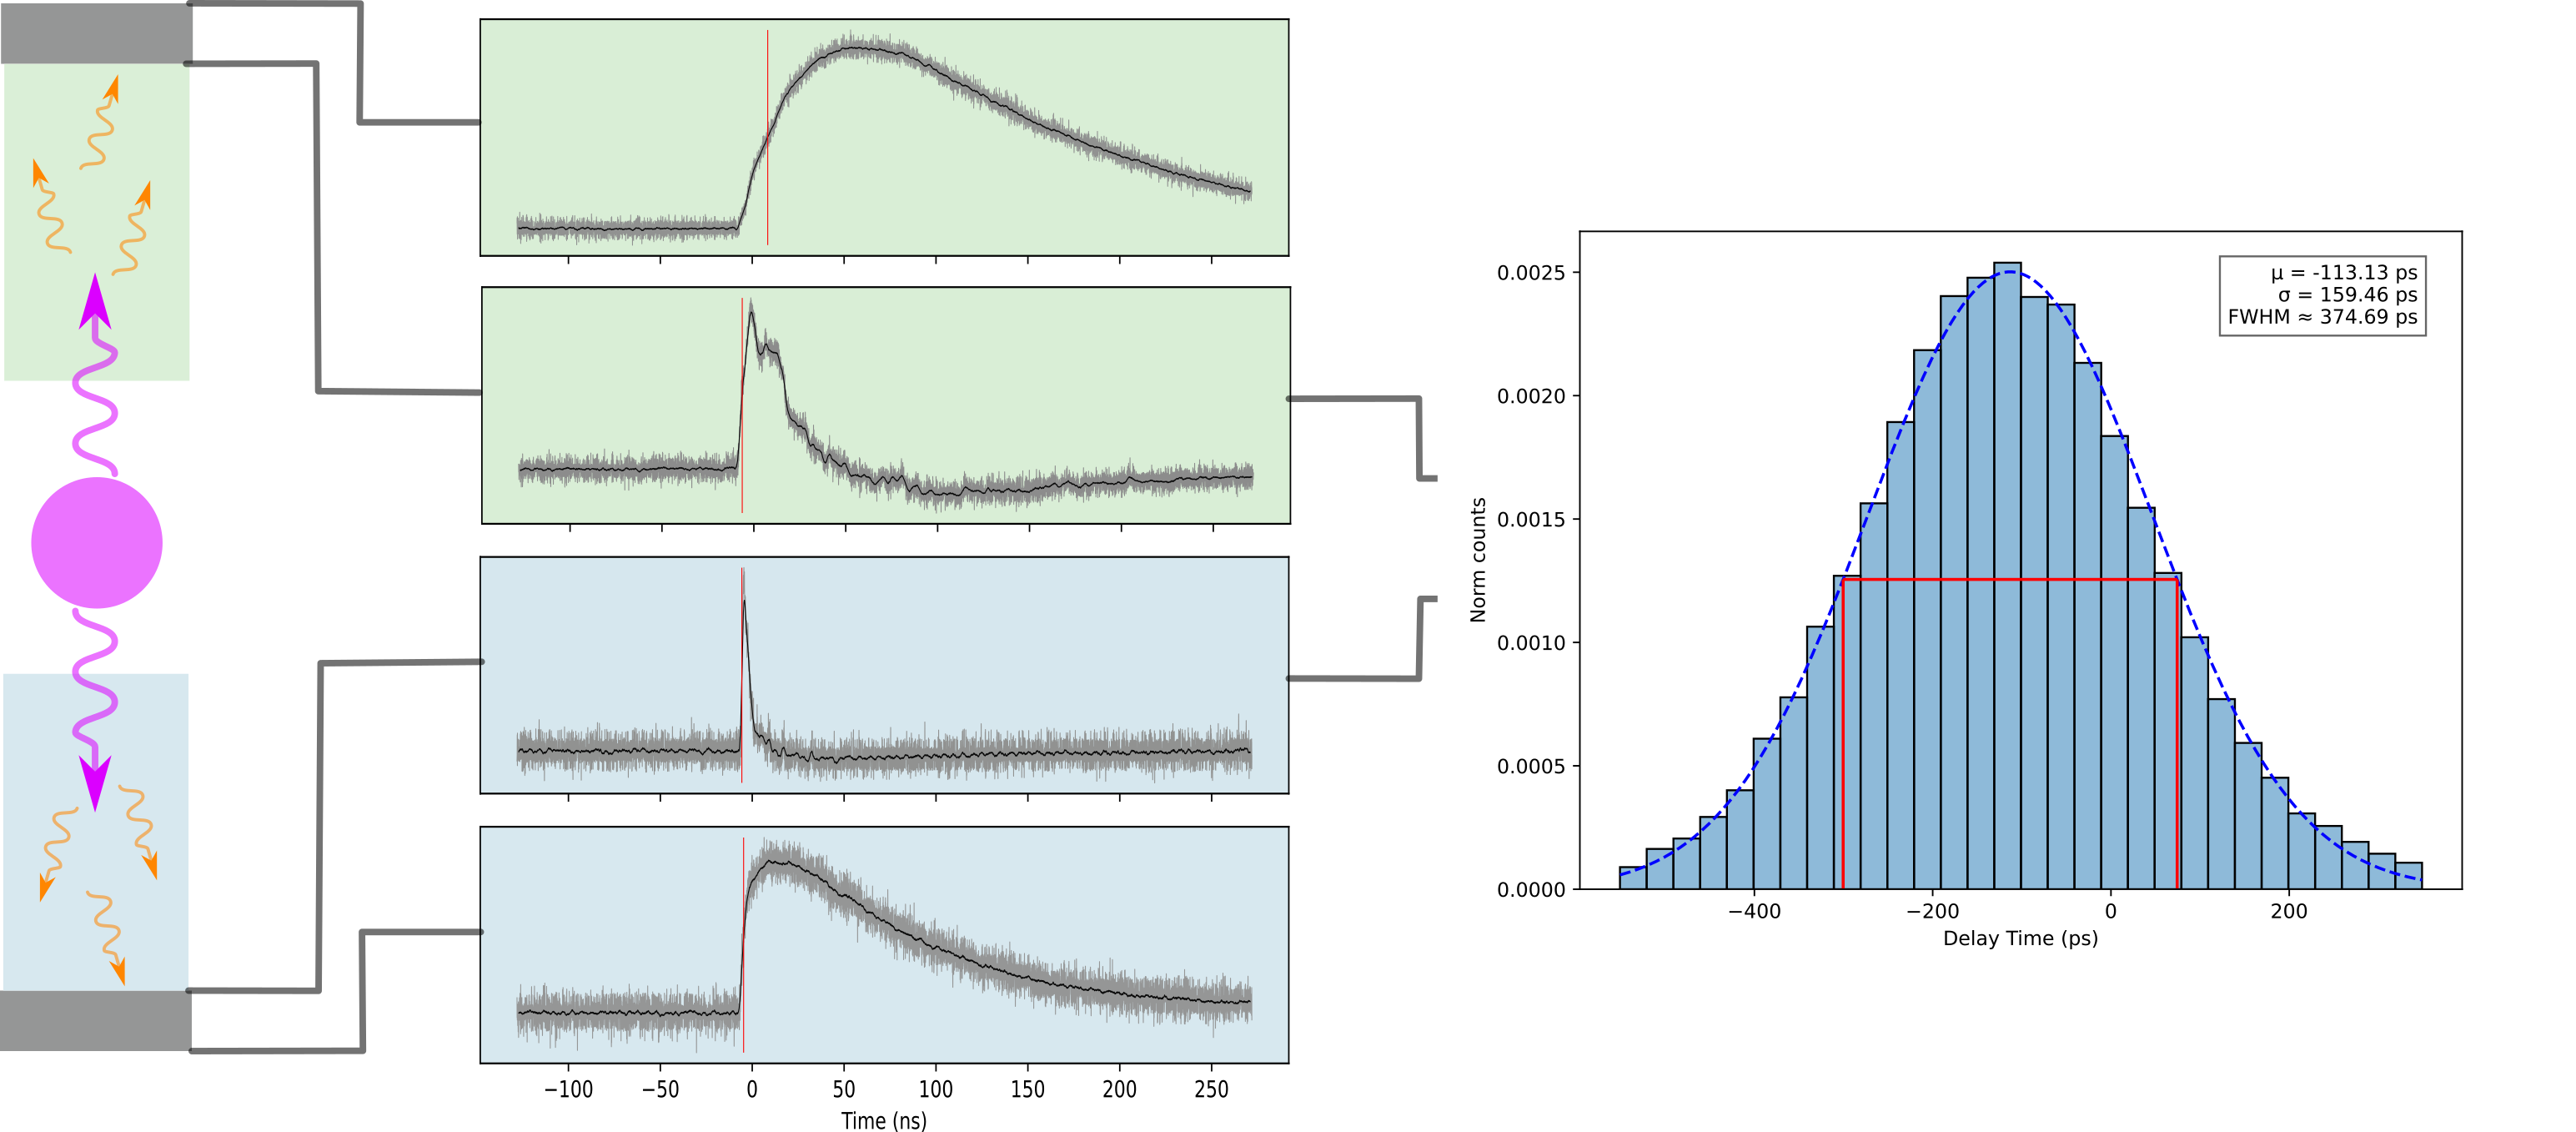 −100 −50 0 50 100 150 200 250
Time (ns)
μ = -113.13 ps
σ = 159.46 ps
FWHM ≈ 374.69 ps
0.0025
0.0020
0.0015
0.0010
0.0005
0.0000
Norm counts
−400 −200 0 200
Delay Time (ps)